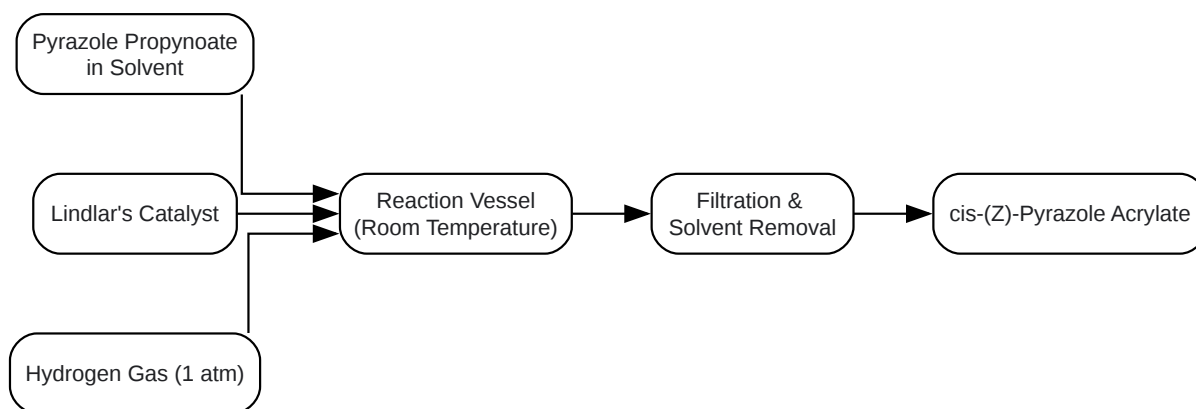 Pyrazole Propynoate
in Solvent
Lindlar's Catalyst
Hydrogen Gas (1 atm)
Reaction Vessel
(Room Temperature)
Filtration &
Solvent Removal
cis-(Z)-Pyrazole Acrylate